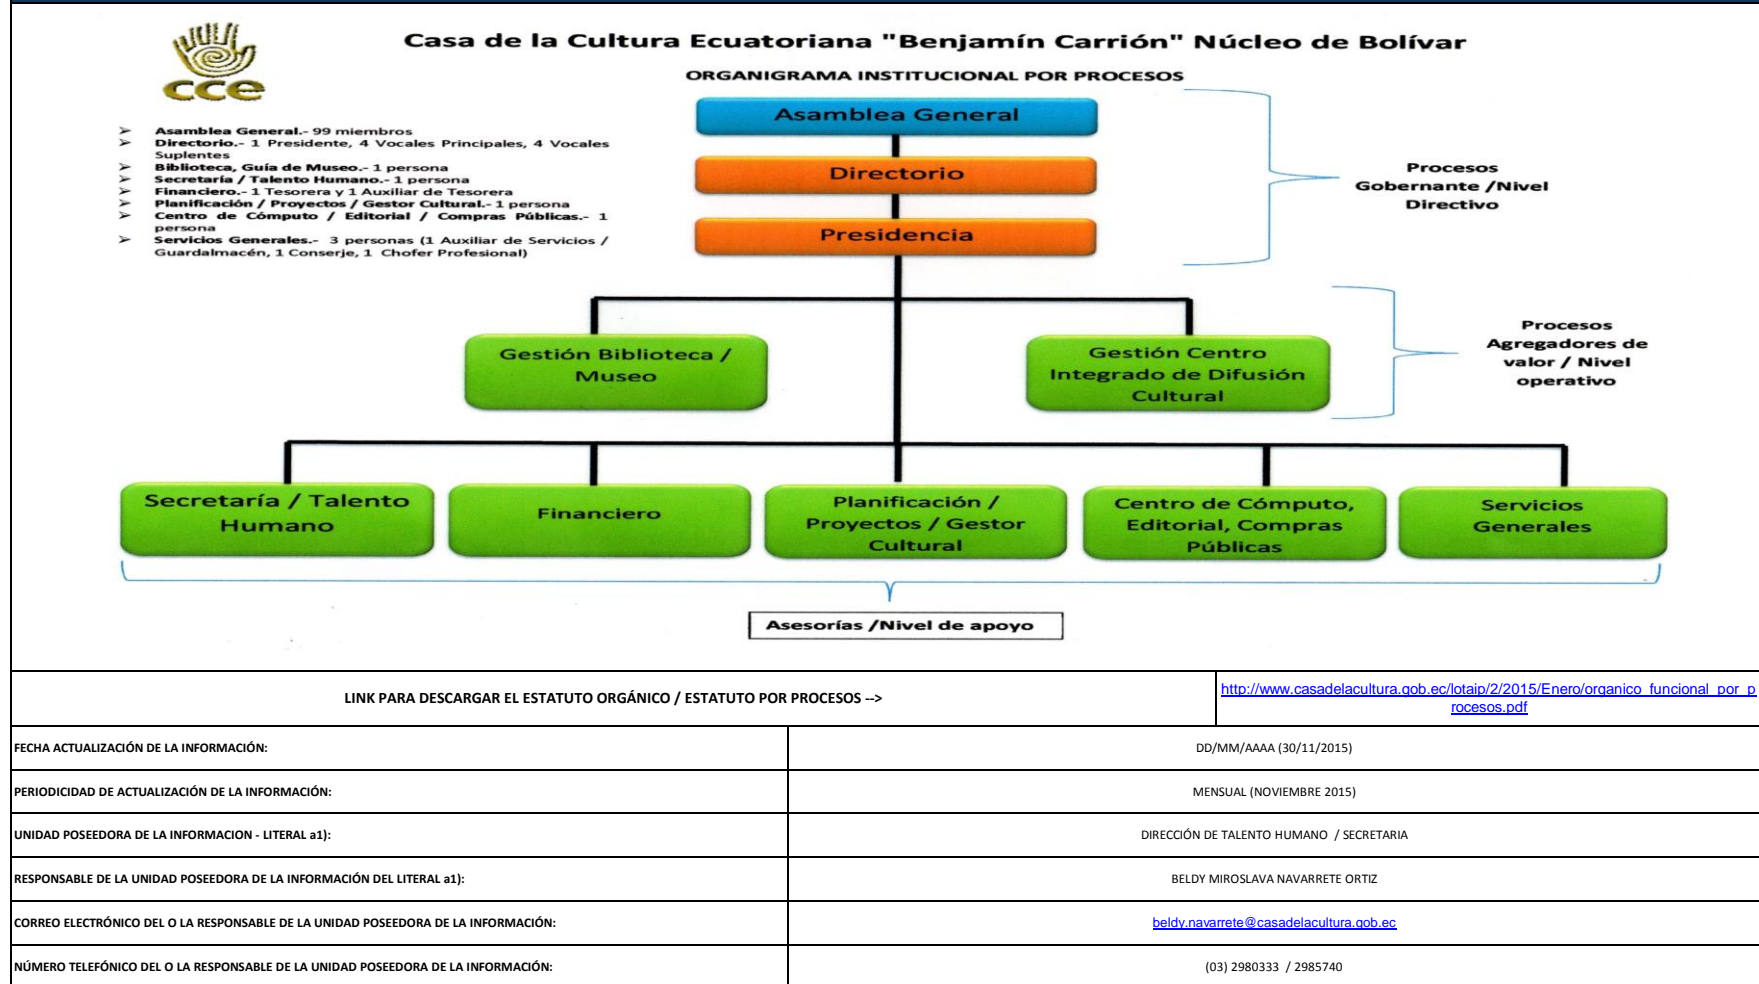 cce
Casa de la Cultura Ecuatoriana "Benjamín Carrión" Núcleo de Bolívar
ORGANIGRAMA INSTITUCIONAL POR PROCESOS
➢ Asamblea General.- 99 miembros
➢ Directorio.- 1 Presidente, 4 Vocales Principales, 4 Vocales
Suplentes
➢ Biblioteca, Guía de Museo.- 1 persona
➢ Secretaría / Talento Humano.- 1 persona
➢ Financiero.- 1 Tesorera y 1 Auxiliar de Tesorera
➢ Planificación / Proyectos / Gestor Cultural.- 1 persona
➢ Centro de Cómputo / Editorial / Compras Públicas.- 1
persona
➢ Servicios Generales.- 3 personas (1 Auxiliar de Servicios /
Guardalmacén, 1 Conserje, 1 Chofer Profesional)
Asamblea General
Directorio
Presidencia
Procesos
Gobernante /Nivel
Directivo
Gestión Biblioteca /
Museo
Gestión Centro
Integrado de Difusión
Cultural
Procesos
Agregadores de
valor / Nivel
operativo
Secretaría / Talento
Humano
Financiero
Planificación /
Proyectos / Gestor
Cultural
Centro de Cómputo,
Editorial, Compras
Públicas
Servicios
Generales
Asesorías /Nivel de apoyo
LINK PARA DESCARGAR EL ESTATUTO ORGÁNICO / ESTATUTO POR PROCESOS -->
http://www.casadelacultura.gob.ec/lotaip/2/2015/Enero/organico_funcional_por_p
rocesos.pdf
FECHA ACTUALIZACIÓN DE LA INFORMACIÓN:
DD/MM/AAAA (30/11/2015)
PERIODICIDAD DE ACTUALIZACIÓN DE LA INFORMACIÓN:
MENSUAL (NOVIEMBRE 2015)
UNIDAD POSEEDORA DE LA INFORMACION - LITERAL a1):
DIRECCIÓN DE TALENTO HUMANO / SECRETARIA
RESPONSABLE DE LA UNIDAD POSEEDORA DE LA INFORMACIÓN DEL LITERAL a1):
BELDY MIROSLAVA NAVARRETE ORTIZ
CORREO ELECTRÓNICO DEL O LA RESPONSABLE DE LA UNIDAD POSEEDORA DE LA INFORMACIÓN:
beldy.navarrete@casadelacultura.gob.ec
NÚMERO TELEFÓNICO DEL O LA RESPONSABLE DE LA UNIDAD POSEEDORA DE LA INFORMACIÓN:
(03) 2980333 / 2985740